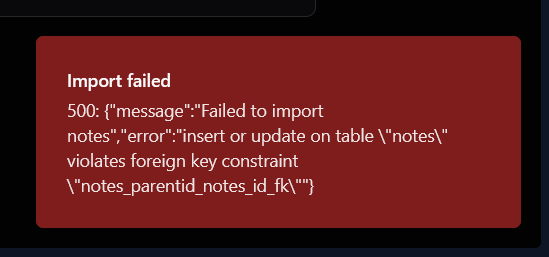 Import failed
500: {"message":"Failed to import
notes","error":"insert or update on table \"notes\"
violates foreign key constraint
\"notes_parentid_notes_id_fk\""}